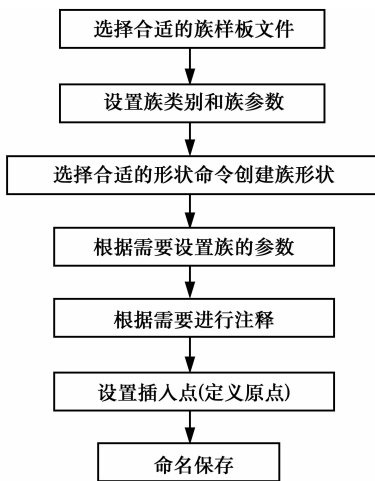 选择合适的族样板文件
设置族类别和族参数
选择合适的形状命令创建族形状
根据需要设置族的参数
根据需要进行注释
设置插入点(定义原点)
命名保存